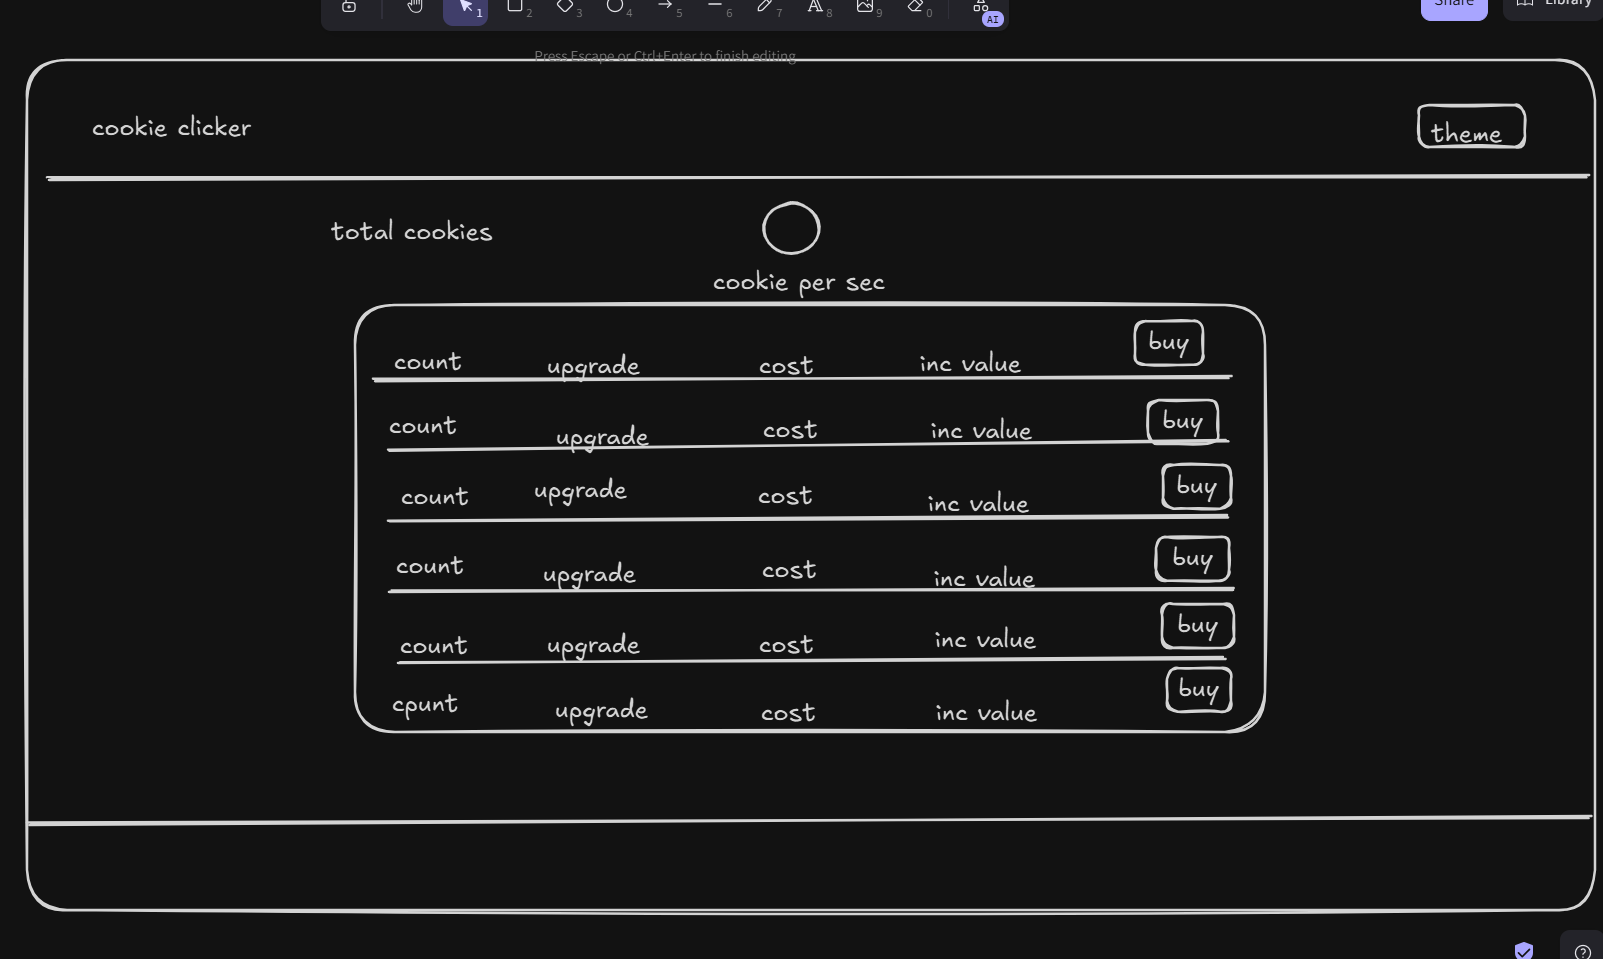 1 2 3 4 5 6 7 8 9 0 AI Share Library
Press Escape or Ctrl+Enter to finish editing
cookie clicker theme
total cookies
cookie per sec
count upgrade cost inc value buy
count upgrade cost inc value buy
count upgrade cost inc value buy
count upgrade cost inc value buy
count upgrade cost inc value buy
cpunt upgrade cost inc value buy